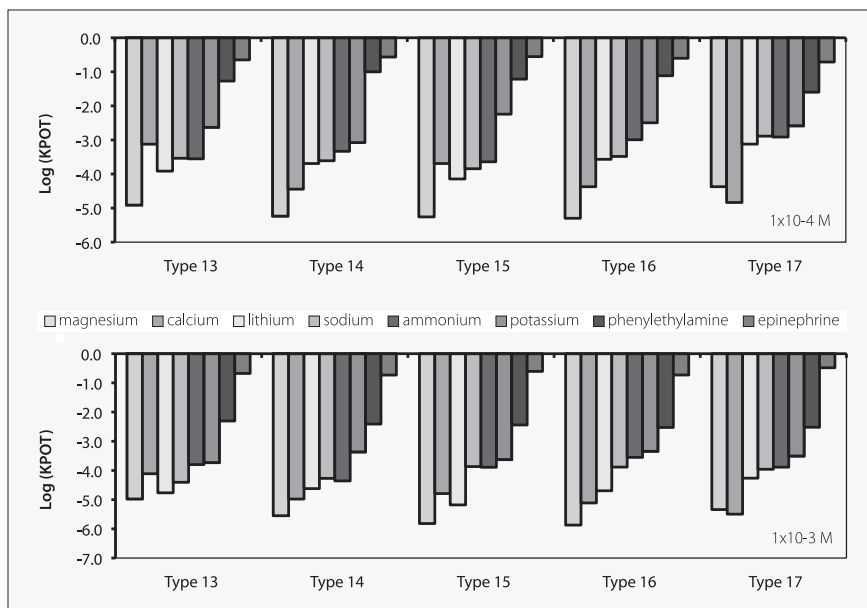 0.0
-1.0
-2.0
-3.0
-4.0
-5.0
-6.0
Log (KPOT)
1x10-4 M
Type 13 Type 14 Type 15 Type 16 Type 17
magnesium calcium lithium sodium ammonium potassium phenylethylamine epinephrine
0.0
-1.0
-2.0
-3.0
-4.0
-5.0
-6.0
-7.0
Log (KPOT)
1x10-3 M
Type 13 Type 14 Type 15 Type 16 Type 17